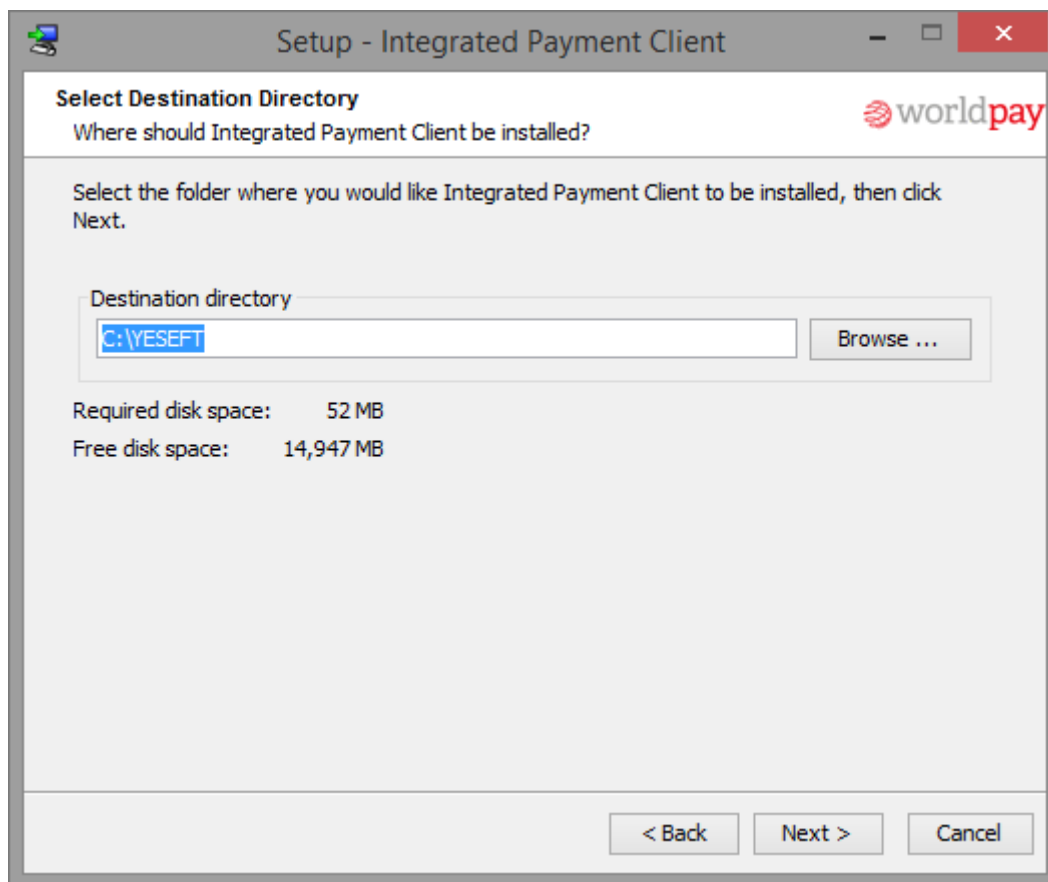 Setup - Integrated Payment Client
Select Destination Directory
Where should Integrated Payment Client be installed?
worldpay
Select the folder where you would like Integrated Payment Client to be installed, then click
Next.
Destination directory
C:\YESEFT
Browse ...
Required disk space: 52 MB
Free disk space: 14,947 MB
< Back
Next >
Cancel